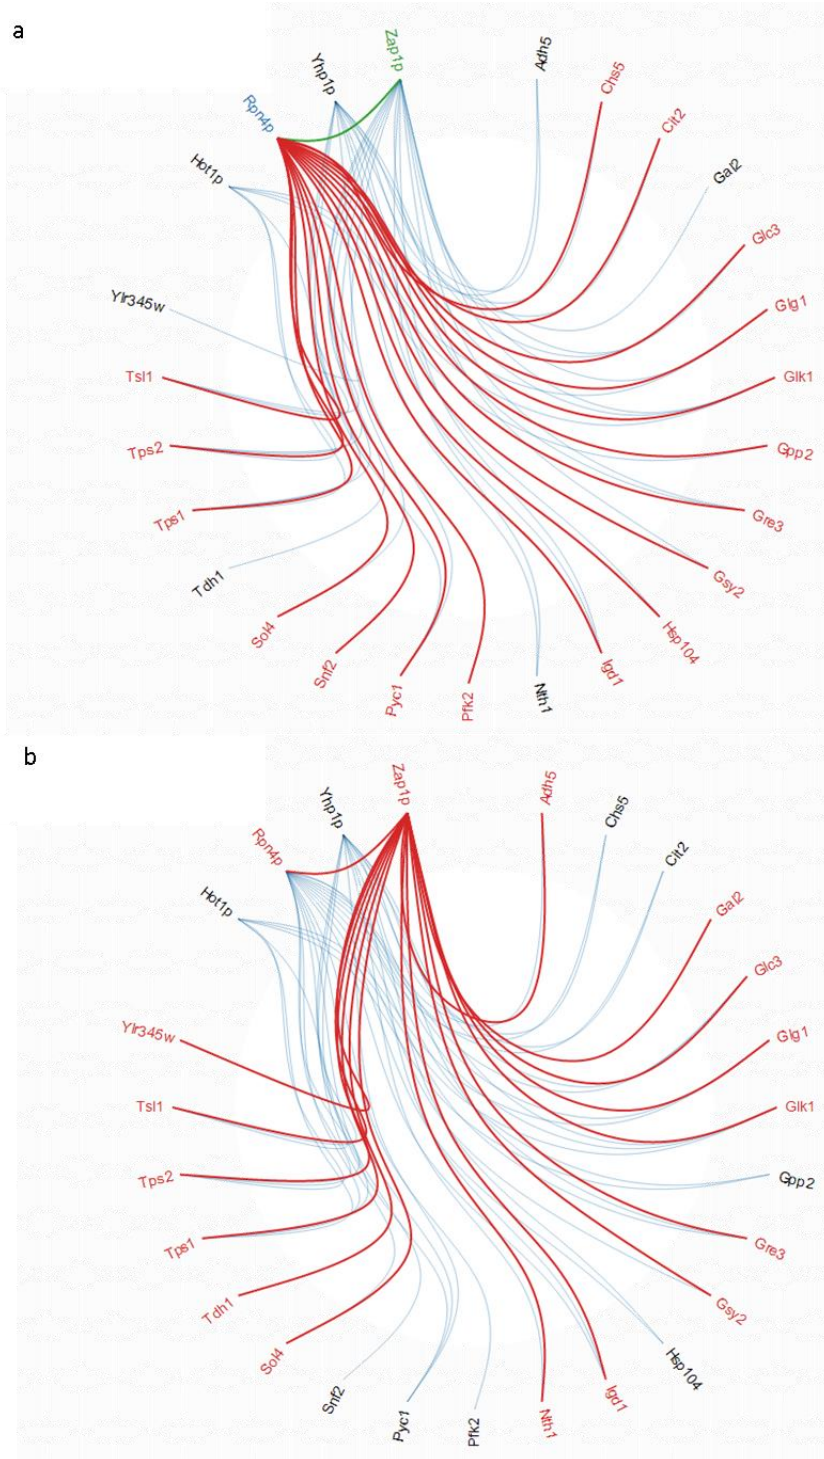 a
Zap1p
Yhp1p
Adh5
Chs5
Rpn4p
Cit2
Hot1p
Gal2
Glc3
Ylr345w
Glg1
Tsl1
Glk1
Tps2
Gpp2
Tps1
Gre3
Tdh1
Gsy2
Sol4
Hsp104
Snf2
Igd1
Pyc1
Pfk2
Nth1
b
Zap1p
Yhp1p
Adh5
Chs5
Rpn4p
Cit2
Hot1p
Gal2
Glc3
Ylr345w
Glg1
Tsl1
Glk1
Tps2
Gpp2
Tps1
Gre3
Tdh1
Gsy2
Sol4
Hsp104
Snf2
Igd1
Pyc1
Pfk2
Nth1